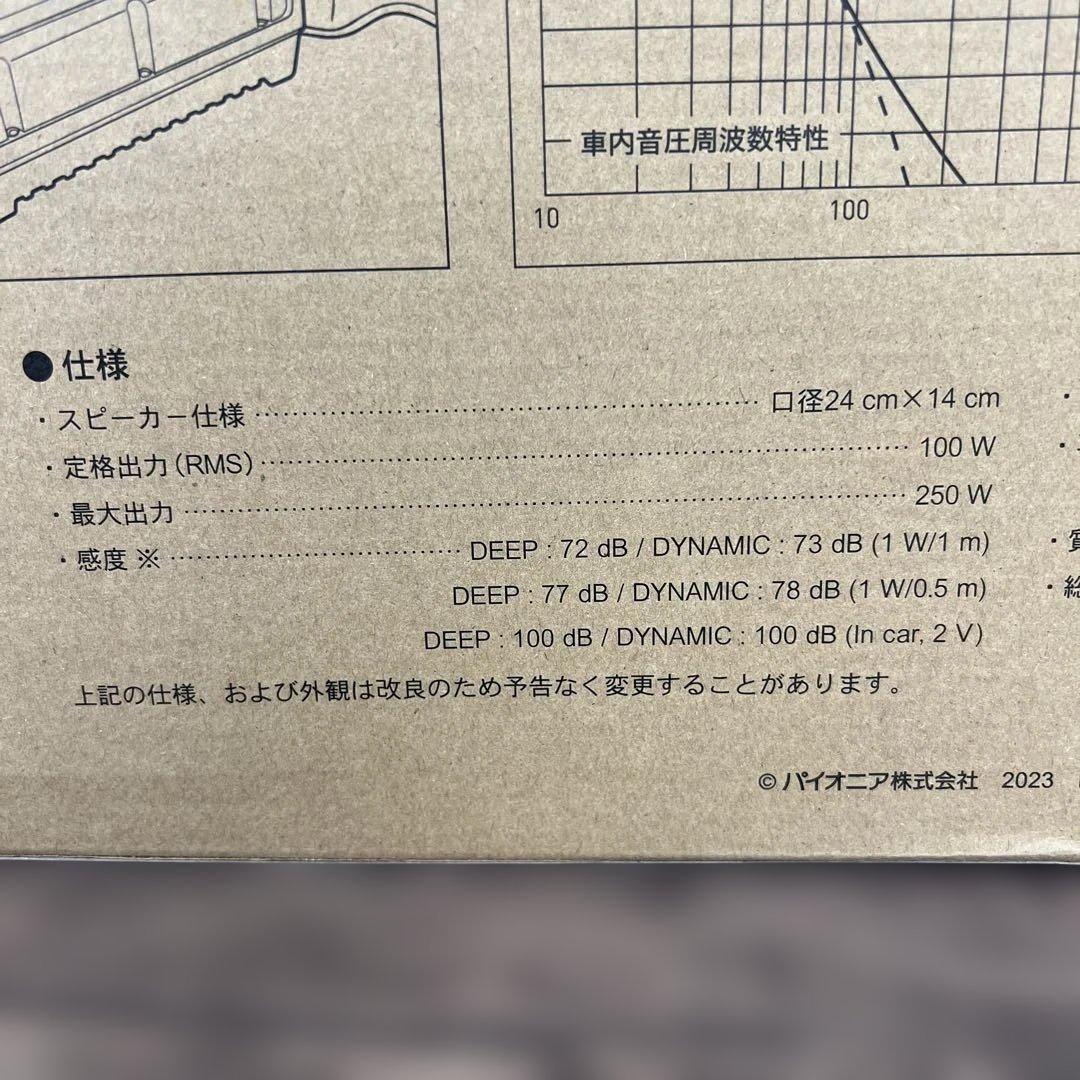 車内音圧周波数特性
10 100
●仕様
・スピーカー仕様 口径24 cm×14 cm
・定格出力(RMS) 100 W
・最大出力 250 W
・感度 ※ DEEP : 72 dB / DYNAMIC : 73 dB (1 W/1 m)
DEEP : 77 dB / DYNAMIC : 78 dB (1 W/0.5 m)
DEEP : 100 dB / DYNAMIC : 100 dB (In car, 2 V)
上記の仕様、および外観は改良のため予告なく変更することがあります。
© パイオニア株式会社 2023